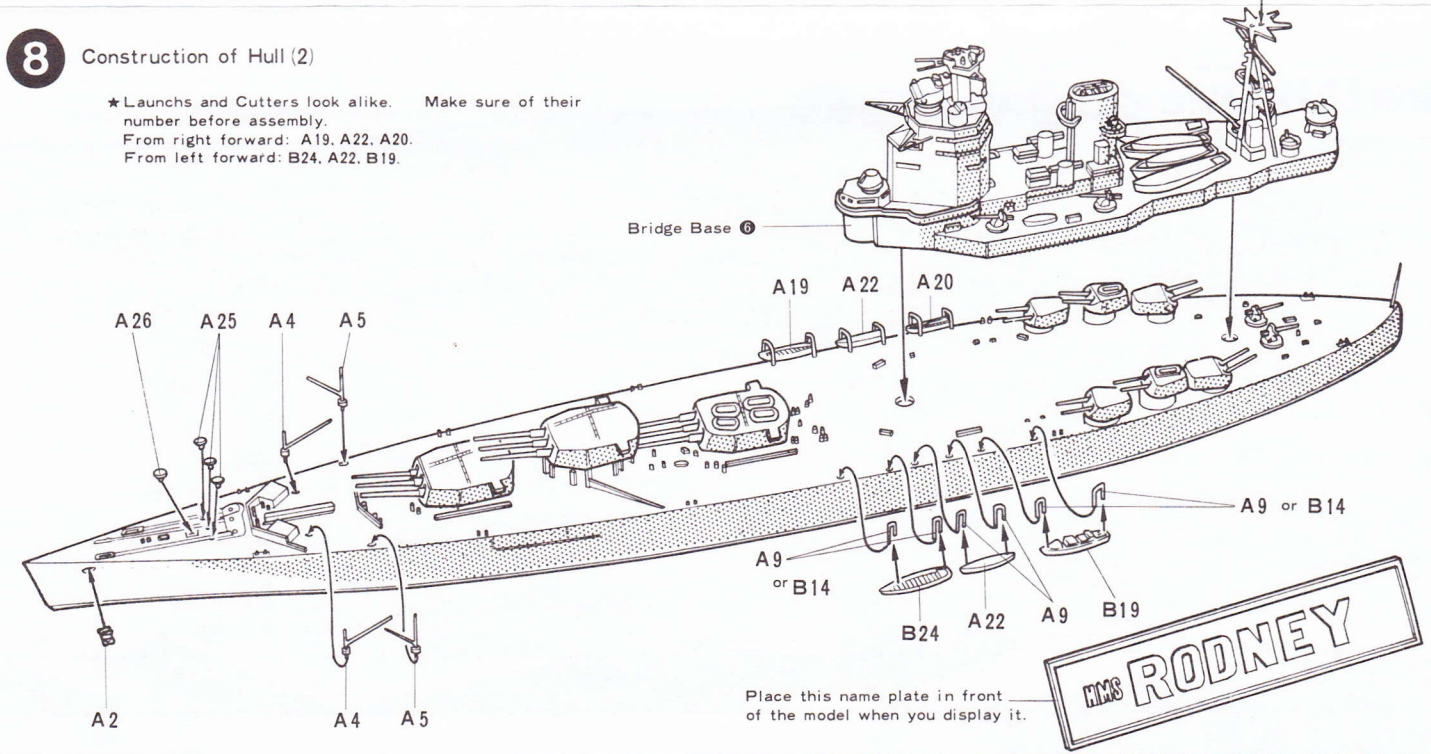 8 Construction of Hull (2)
★Launchs and Cutters look alike. Make sure of their
number before assembly.
From right forward: A19, A22, A20.
From left forward: B24, A22, B19.
Bridge Base 6
A19 A22 A20
A26 A25 A4 A5
A9 or B14
A9
or B14
B24 A22 A9 B19
A2 A4 A5
Place this name plate in front
of the model when you display it.
HMS RODNEY